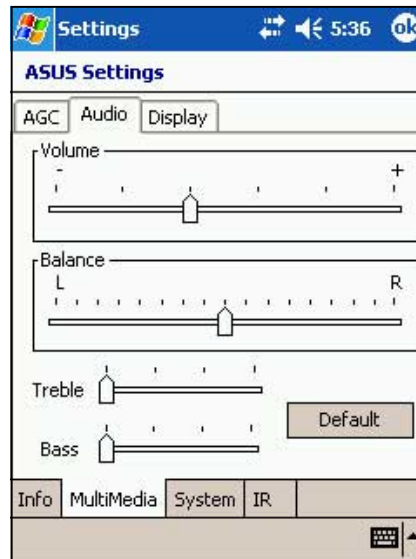 Settings 5:36 ok
ASUS Settings
AGC Audio Display
Volume
- +
Balance
L R
Treble
Default
Bass
Info MultiMedia System IR